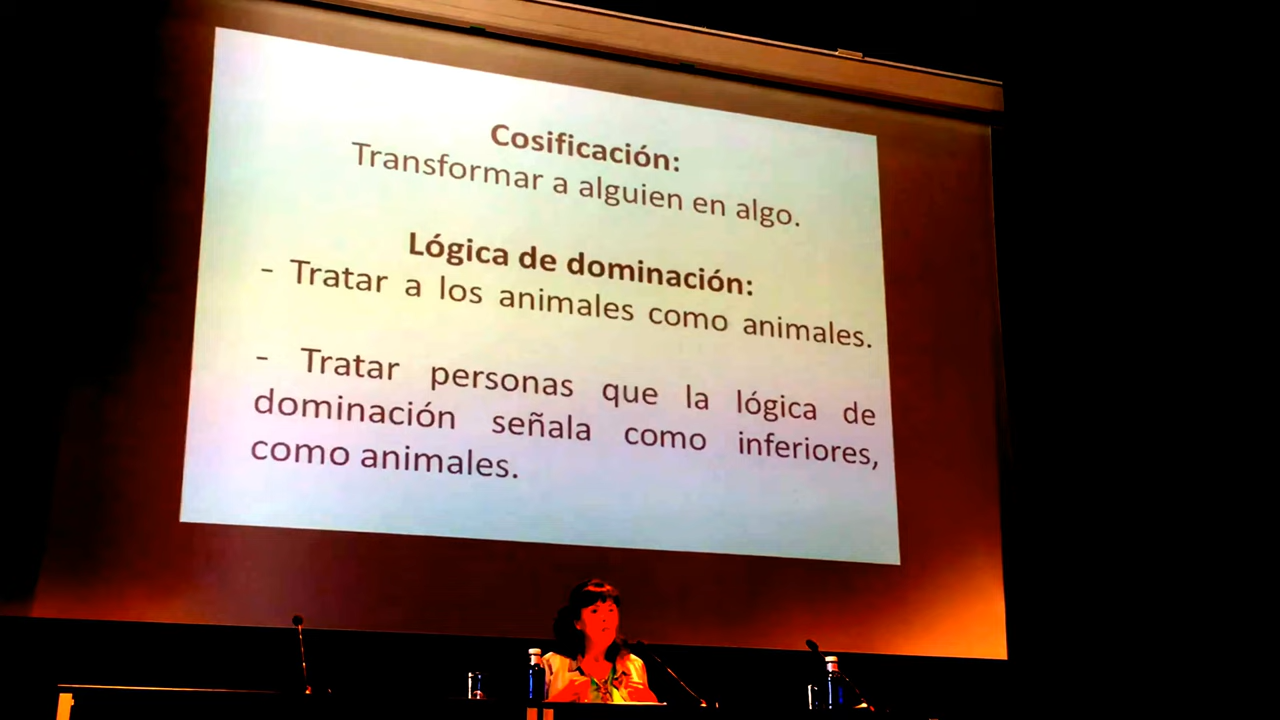 Cosificación:
Transformar a alguien en algo.
Lógica de dominación:
- Tratar a los animales como animales.
- Tratar personas que la lógica de
dominación señala como inferiores,
como animales.